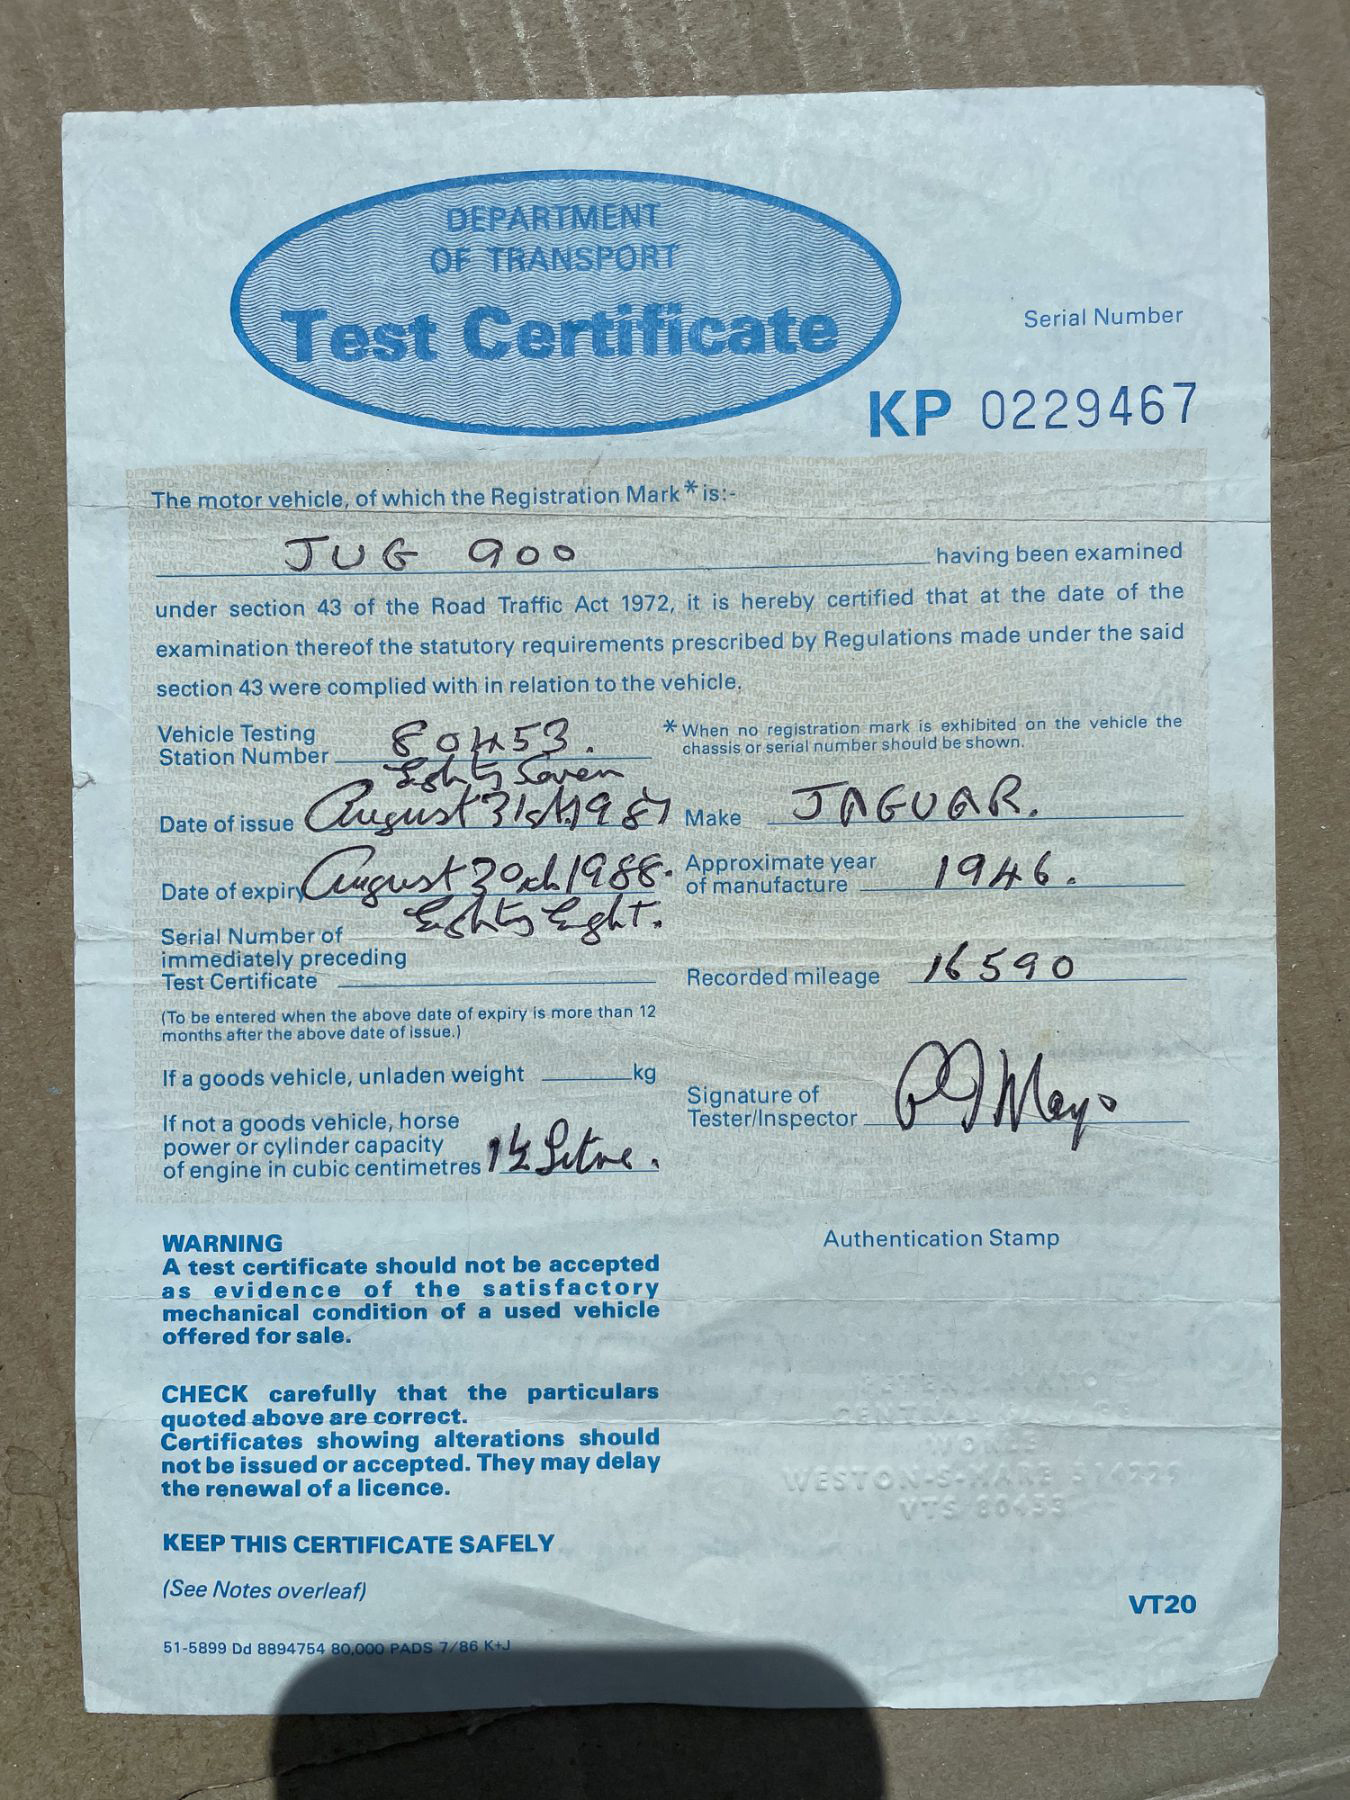 DEPARTMENT
OF TRANSPORT
Test Certificate
Serial Number
KP 0229467
The motor vehicle, of which the Registration Mark * is:-
JUG 900 having been examined
under section 43 of the Road Traffic Act 1972, it is hereby certified that at the date of the
examination thereof the statutory requirements prescribed by Regulations made under the said
section 43 were complied with in relation to the vehicle.
Vehicle Testing
Station Number 80453.
* When no registration mark is exhibited on the vehicle the
chassis or serial number should be shown.
Eighty Seven
Date of issue August 31st 1987
Make JAGUAR.
Date of expiry August 30th 1988.
Eighty Eight.
Approximate year
of manufacture 1946.
Serial Number of
immediately preceding
Test Certificate
Recorded mileage 16590
(To be entered when the above date of expiry is more than 12
months after the above date of issue.)
If a goods vehicle, unladen weight kg
Signature of
Tester/Inspector Mayo
If not a goods vehicle, horse
power or cylinder capacity
of engine in cubic centimetres 1½ Litre.
WARNING
A test certificate should not be accepted
as evidence of the satisfactory
mechanical condition of a used vehicle
offered for sale.
Authentication Stamp
CHECK carefully that the particulars
quoted above are correct.
Certificates showing alterations should
not be issued or accepted. They may delay
the renewal of a licence.
WESTON-S-MARE
VTS 80453
KEEP THIS CERTIFICATE SAFELY
(See Notes overleaf)
VT20
51-5899 Dd 8894754 80,000 PADS 7/86 K+J